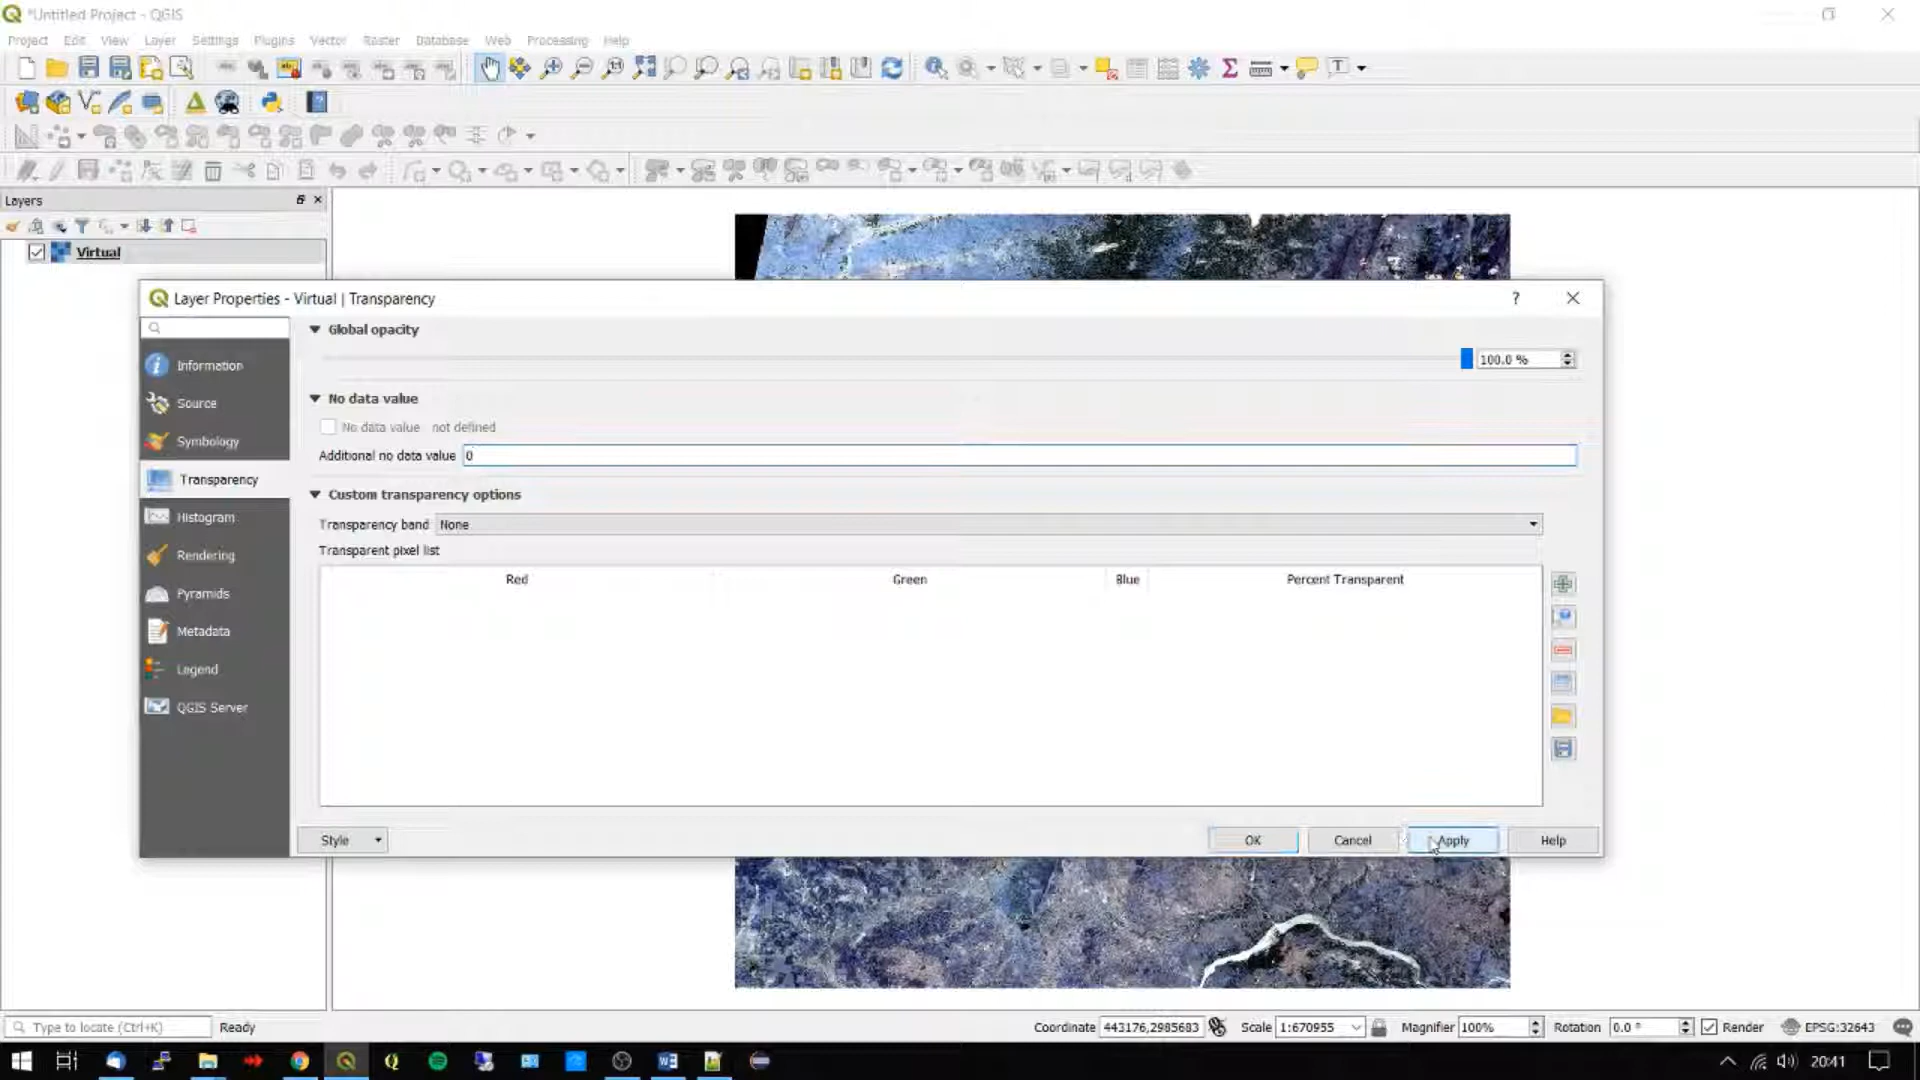 *Untitled Project - QGIS
Project Edit View Layer Settings Plugins Vector Raster Database Web Processing Help
Layers
Virtual
Layer Properties - Virtual | Transparency
Global opacity
100.0 %
No data value
No data value not defined
Additional no data value 0
Custom transparency options
Transparency band None
Transparent pixel list
Red Green Blue Percent Transparent
Information
Source
Symbology
Transparency
Histogram
Rendering
Pyramids
Metadata
Legend
QGIS Server
Style OK Cancel Apply Help
Type to locate (Ctrl+K) Ready Coordinate 443176,2985683 Scale 1:670955 Magnifier 100% Rotation 0.0 ° Render EPSG:32643
20:41